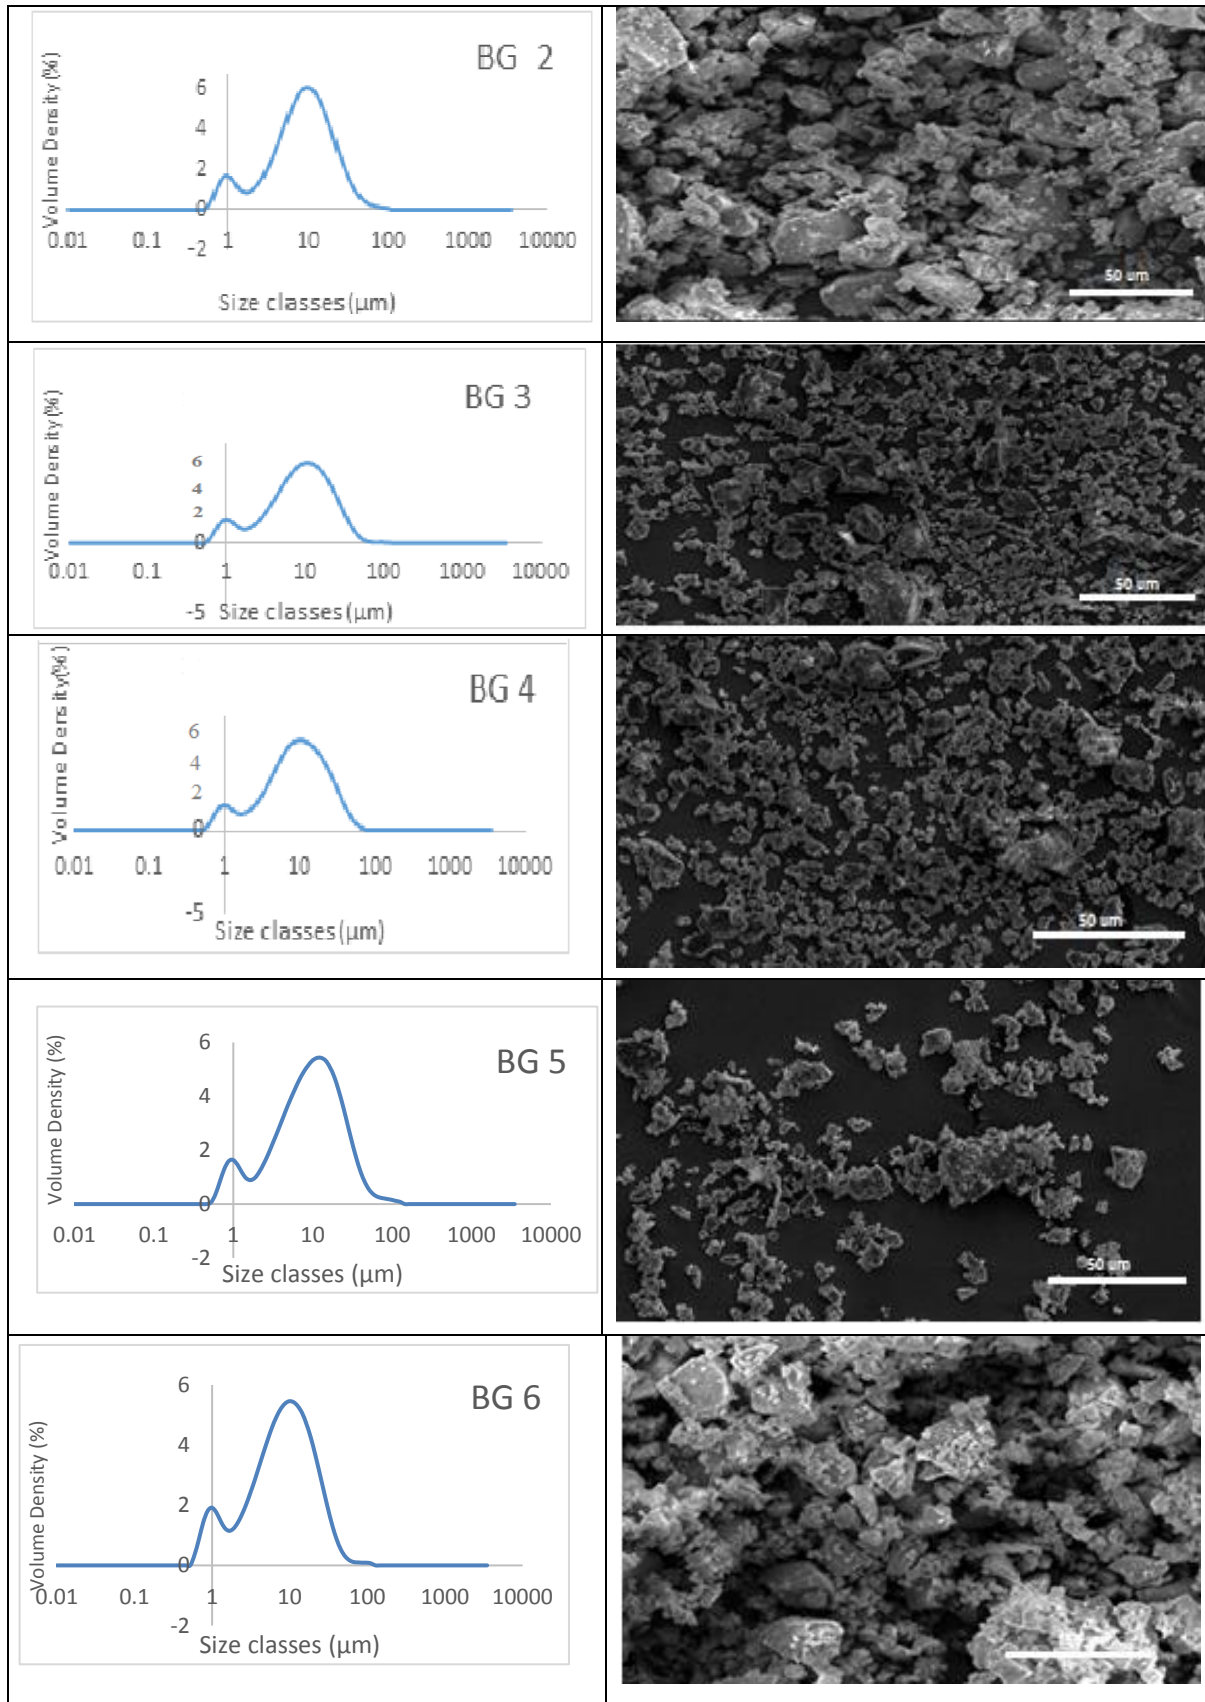 BG 2
Volume Density (%)
6
4
2
0
0.01 0.1 1 10 100 1000 10000
-2
Size classes (µm)
50 um
BG 3
Volume Density (%)
6
4
2
0
0.01 0.1 1 10 100 1000 10000
-5 Size classes (µm)
50 um
BG 4
Volume Density(%)
6
4
2
0
0.01 0.1 1 10 100 1000 10000
-5
Size classes (µm)
50 um
BG 5
Volume Density (%)
6
4
2
0
0.01 0.1 1 10 100 1000 10000
-2
Size classes (µm)
50 um
BG 6
Volume Density (%)
6
4
2
0
0.01 0.1 1 10 100 1000 10000
-2
Size classes (µm)